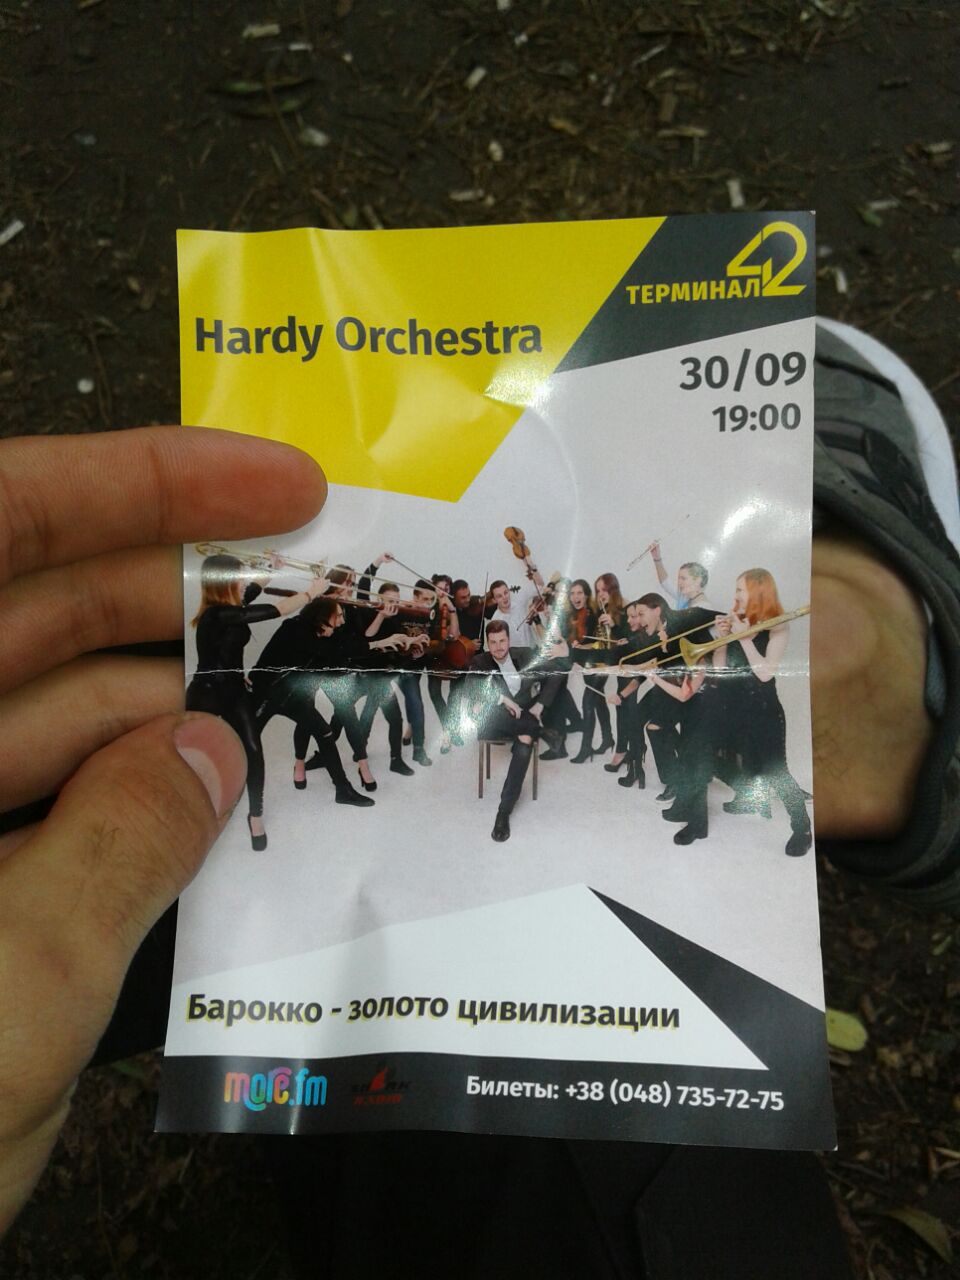 42
ТЕРМИНАЛ
Hardy Orchestra
30/09
19:00
Барокко - золото цивилизации
more.fm
RADIO
Билеты: +38 (048) 735-72-75